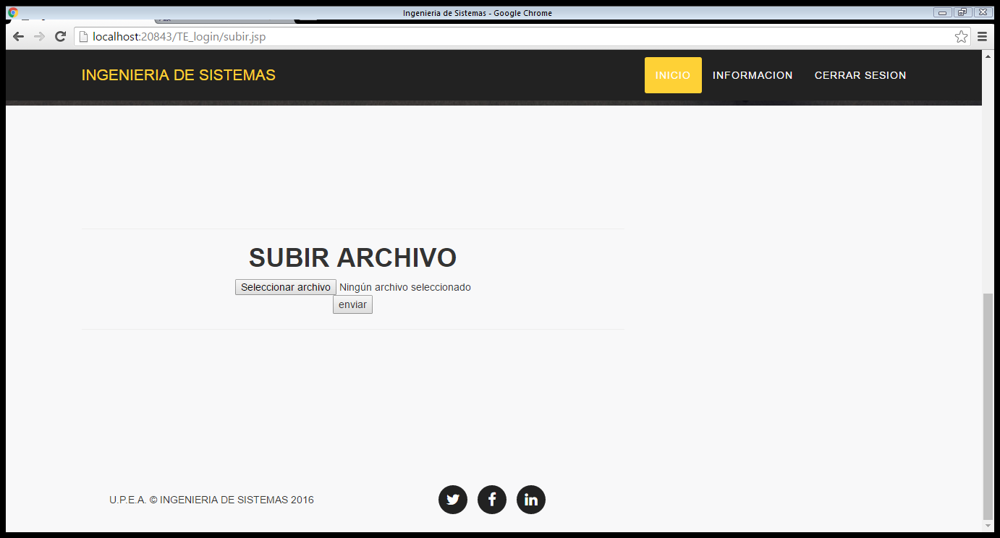 Ingenieria de Sistemas - Google Chrome
localhost:20843/TE_login/subir.jsp
INGENIERIA DE SISTEMAS
INICIO
INFORMACION
CERRAR SESION
SUBIR ARCHIVO
Seleccionar archivo Ningún archivo seleccionado
enviar
U.P.E.A. © INGENIERIA DE SISTEMAS 2016